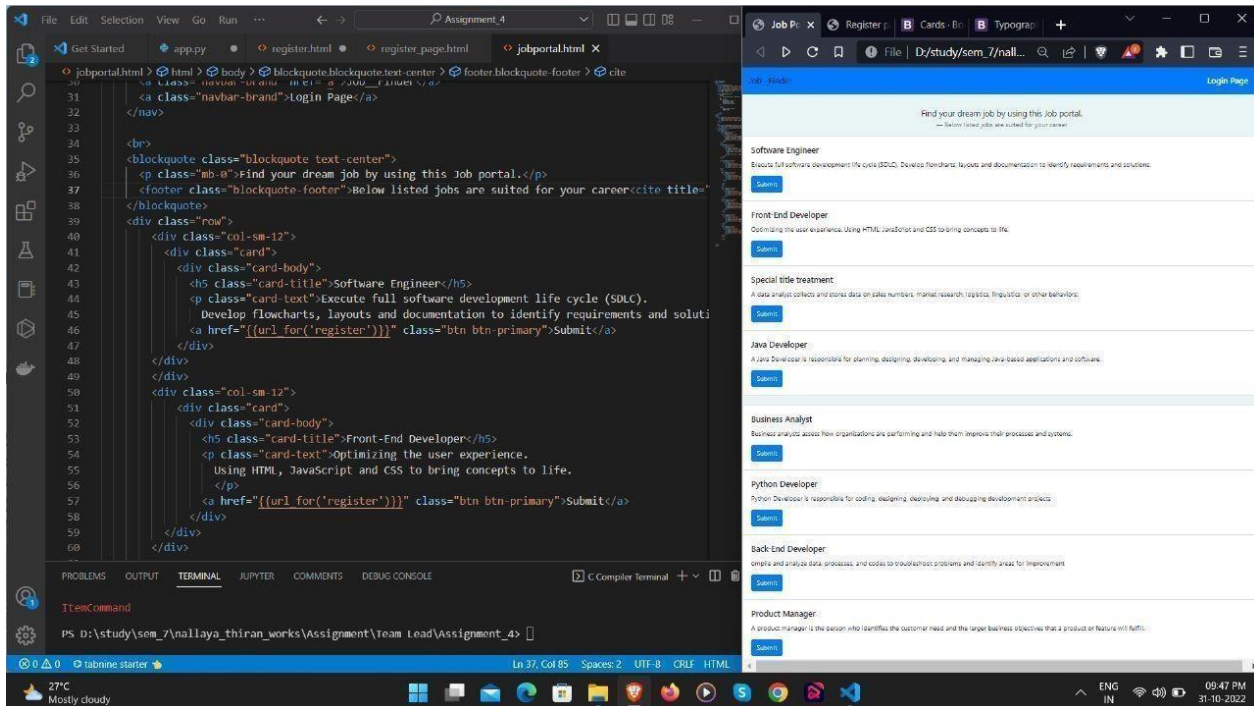 File Edit Selection View Go Run ··· Assignment_4
Get Started app.py register.html register_page.html jobportal.html
jobportal.html > html > body > blockquote.blockquote.text-center > footer.blockquote-footer > cite
31 <a class="navbar-brand">Login Page</a>
32 </nav>
33
34 <br>
35 <blockquote class="blockquote text-center">
36 <p class="mb-0">Find your dream job by using this Job portal.</p>
37 <footer class="blockquote-footer">Below listed jobs are suited for your career<cite title="
38 </blockquote>
39 <div class="row">
40 <div class="col-sm-12">
41 <div class="card">
42 <div class="card-body">
43 <h5 class="card-title">Software Engineer</h5>
44 <p class="card-text">Execute full software development life cycle (SDLC).
45 Develop flowcharts, layouts and documentation to identify requirements and soluti
46 <a href="{{url_for('register')}}" class="btn btn-primary">Submit</a>
47 </div>
48 </div>
49 </div>
50 <div class="col-sm-12">
51 <div class="card">
52 <div class="card-body">
53 <h5 class="card-title">Front-End Developer</h5>
54 <p class="card-text">Optimizing the user experience.
55 Using HTML, JavaScript and CSS to bring concepts to life.
56 </p>
57 <a href="{{url_for('register')}}" class="btn btn-primary">Submit</a>
58 </div>
59 </div>
60 </div>
PROBLEMS OUTPUT TERMINAL JUPYTER COMMENTS DEBUG CONSOLE C Compiler Terminal
ItemCommand
PS D:\study\sem_7\nallaya_thiran_works\Assignment\Team Lead\Assignment_4>
0 0 tabnine starter Ln 37, Col 85 Spaces: 2 UTF-8 CRLF HTML
Job Po Register p Cards · Bo Typograp
File D:/study/sem_7/nall...
Login Page
Find your dream job by using this Job portal.
— Below listed jobs are suited for your career
Software Engineer
Execute full software development life cycle (SDLC). Develop flowcharts, layouts and documentation to identify requirements and solutions.
Submit
Front-End Developer
Optimizing the user experience. Using HTML, JavaScript and CSS to bring concepts to life.
Submit
Special title treatment
A data analyst collects and stores data on sales numbers, market research, logistics, linguistics, or other behaviors.
Submit
Java Developer
A Java Developer is responsible for planning, designing, developing, and managing Java-based applications and software.
Submit
Business Analyst
Business analysts assess how organisations are performing and help them improve their processes and systems.
Submit
Python Developer
Python Developer is responsible for coding, designing, deploying, and debugging development projects
Submit
Back-End Developer
ompile and analyze data, processes, and codes to troubleshoot problems and identify areas for improvement
Submit
Product Manager
A product manager is the person who identifies the customer need and the larger business objectives that a product or feature will fulfill.
Submit
27°C
Mostly cloudy
ENG
IN
09:47 PM
31-10-2022